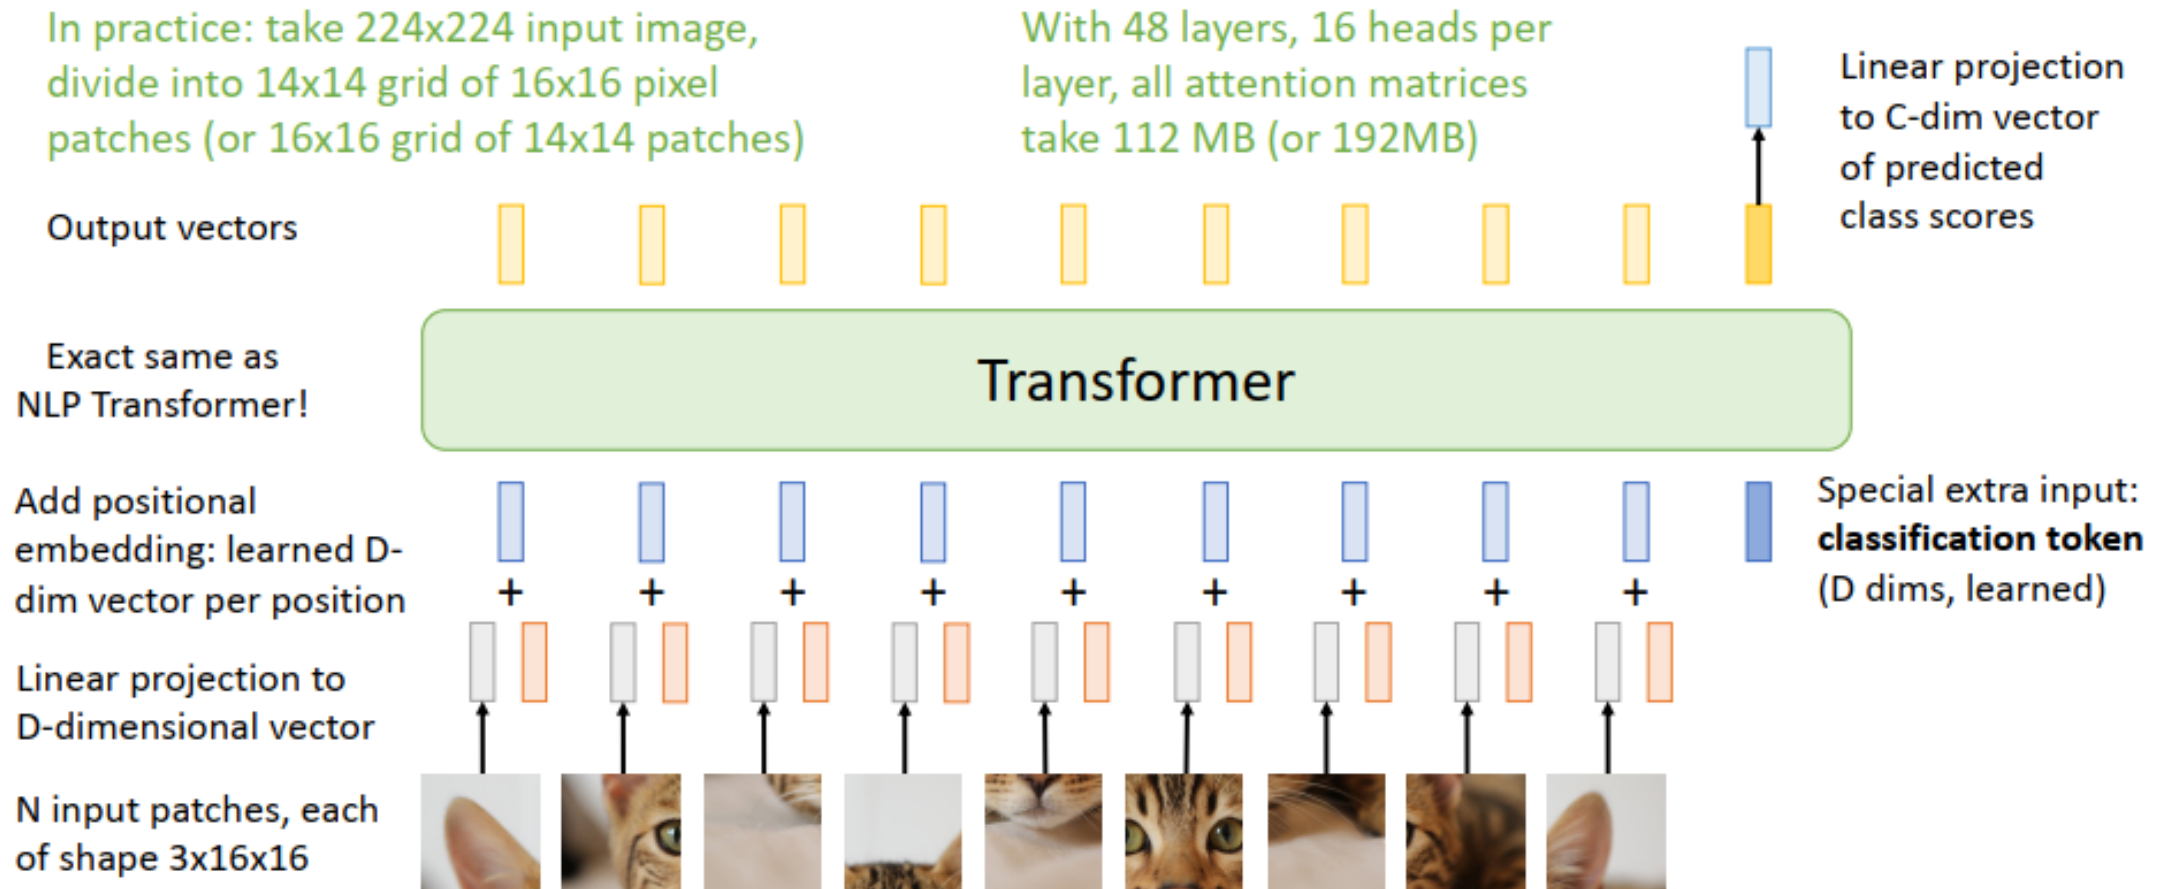 In practice: take 224x224 input image,
divide into 14x14 grid of 16x16 pixel
patches (or 16x16 grid of 14x14 patches)
With 48 layers, 16 heads per
layer, all attention matrices
take 112 MB (or 192MB)
Linear projection
to C-dim vector
of predicted
class scores
Output vectors
Exact same as
NLP Transformer!
Transformer
Add positional
embedding: learned D-
dim vector per position
Special extra input:
classification token
(D dims, learned)
+ + + + + + + + +
Linear projection to
D-dimensional vector
N input patches, each
of shape 3x16x16